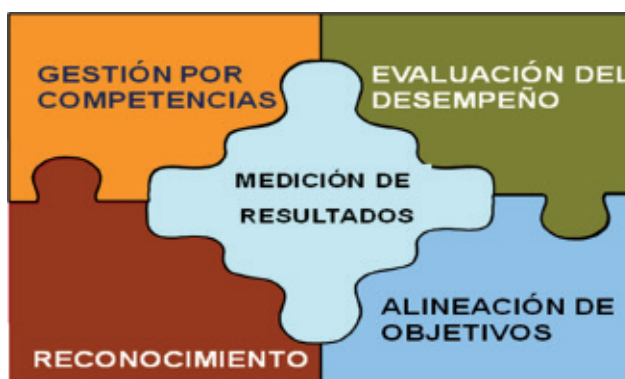 GESTIÓN POR
COMPETENCIAS
EVALUACIÓN DEL
DESEMPEÑO
MEDICIÓN DE
RESULTADOS
ALINEACIÓN DE
OBJETIVOS
RECONOCIMIENTO